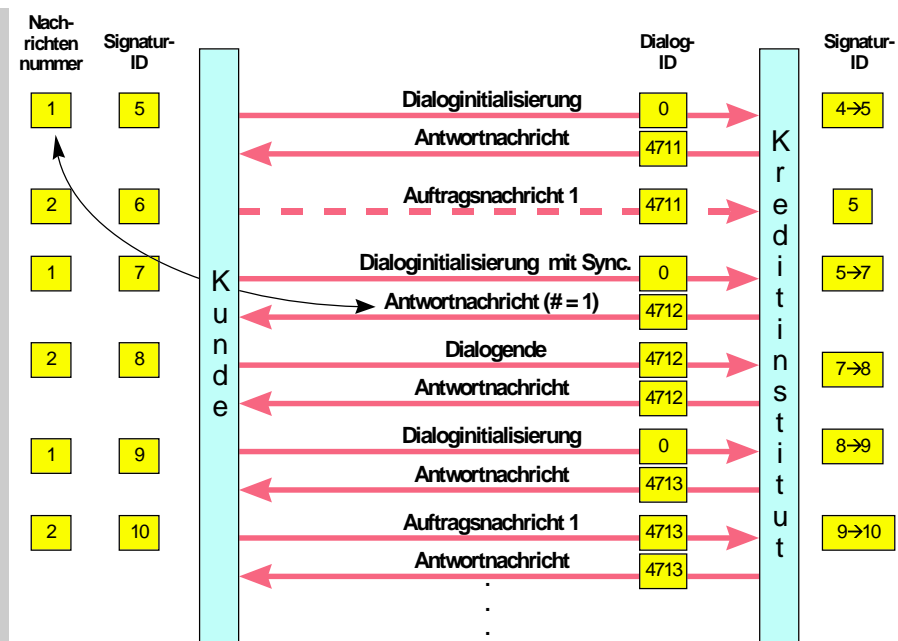 Nach-
richten
nummer
Signatur-
ID
Dialog-
ID
Signatur-
ID
1 5 Dialoginitialisierung 0 4→5
Antwortnachricht 4711
2 6 Auftragsnachricht 1 4711 5
1 7 Dialoginitialisierung mit Sync. 0 5→7
Antwortnachricht (# = 1) 4712
2 8 Dialogende 4712 7→8
Antwortnachricht 4712
1 9 Dialoginitialisierung 0 8→9
Antwortnachricht 4713
2 10 Auftragsnachricht 1 4713 9→10
Antwortnachricht 4713
.
.
.
Kunde
Kreditinstitut